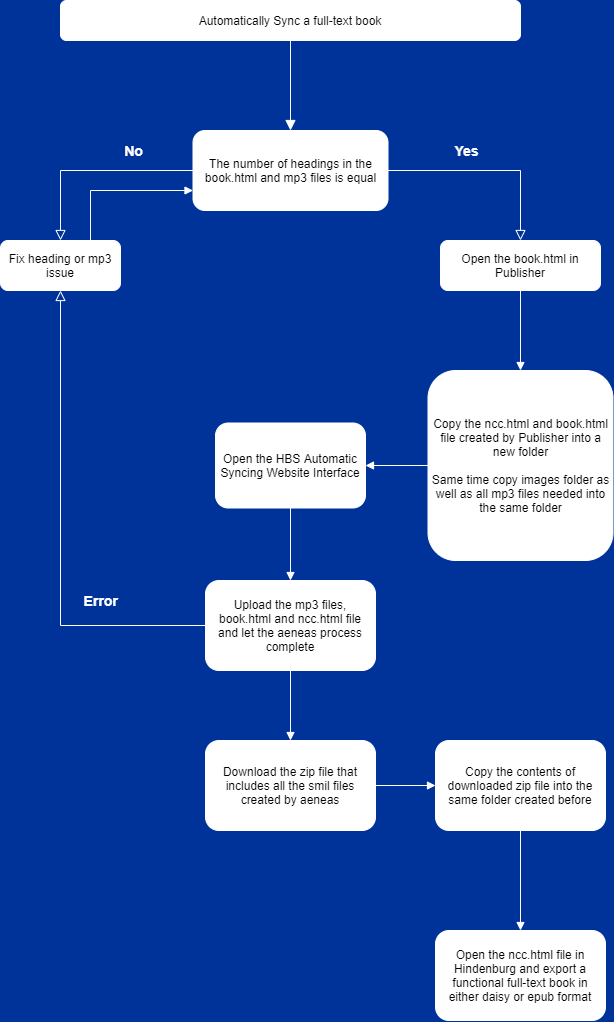 Automatically Sync a full-text book
No
Yes
The number of headings in the
book.html and mp3 files is equal
Fix heading or mp3
issue
Open the book.html in
Publisher
Copy the ncc.html and book.html
file created by Publisher into a
new folder
Same time copy images folder as
well as all mp3 files needed into
the same folder
Open the HBS Automatic
Syncing Website Interface
Error
Upload the mp3 files,
book.html and ncc.html file
and let the aeneas process
complete
Download the zip file that
includes all the smil files
created by aeneas
Copy the contents of
downloaded zip file into the
same folder created before
Open the ncc.html file in
Hindenburg and export a
functional full-text book in
either daisy or epub format